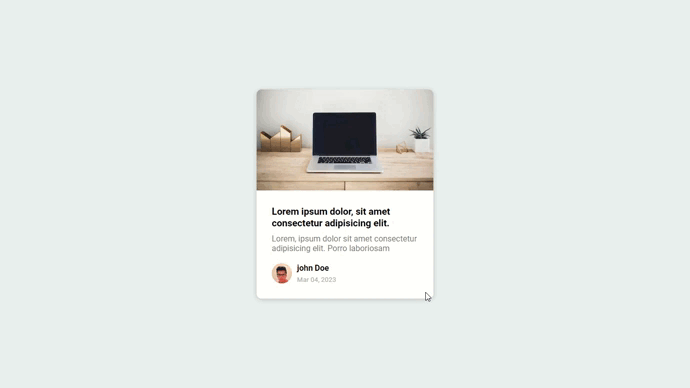 Lorem ipsum dolor, sit amet
consectetur adipisicing elit.
Lorem, ipsum dolor sit amet consectetur
adipisicing elit. Porro laboriosam
john Doe
Mar 04, 2023